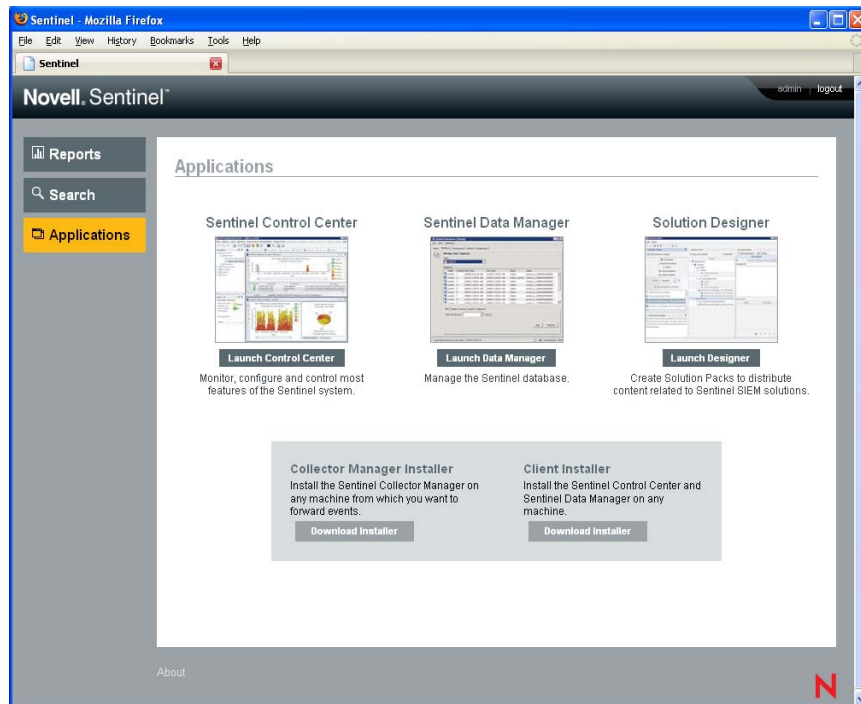 Sentinel - Mozilla Firefox
File Edit View History Bookmarks Tools Help
Sentinel
Novell. Sentinel™
admin | logout
Reports
Search
Applications
Applications
Sentinel Control Center
Sentinel Data Manager
Solution Designer
Launch Control Center
Launch Data Manager
Launch Designer
Monitor, configure and control most
features of the Sentinel system.
Manage the Sentinel database.
Create Solution Packs to distribute
content related to Sentinel SIEM solutions.
Collector Manager Installer
Install the Sentinel Collector Manager on
any machine from which you want to
forward events.
Download Installer
Client Installer
Install the Sentinel Control Center and
Sentinel Data Manager on any
machine.
Download Installer
About
N